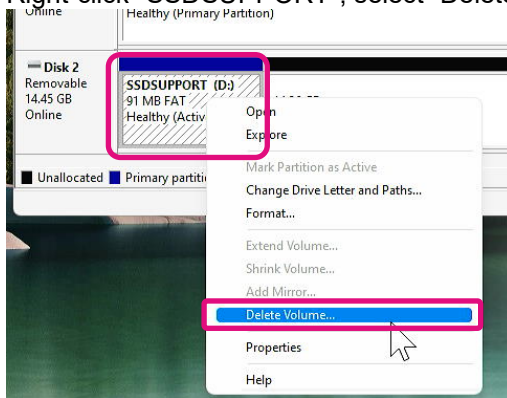 Online
Healthy (Primary Partition)
Disk 2
Removable
14.45 GB
Online
SSDSUPPORT (D:)
91 MB FAT
Healthy (Activ
Open
Explore
Mark Partition as Active
Change Drive Letter and Paths...
Format...
Extend Volume...
Shrink Volume...
Add Mirror...
Delete Volume...
Properties
Help
Unallocated
Primary partiti